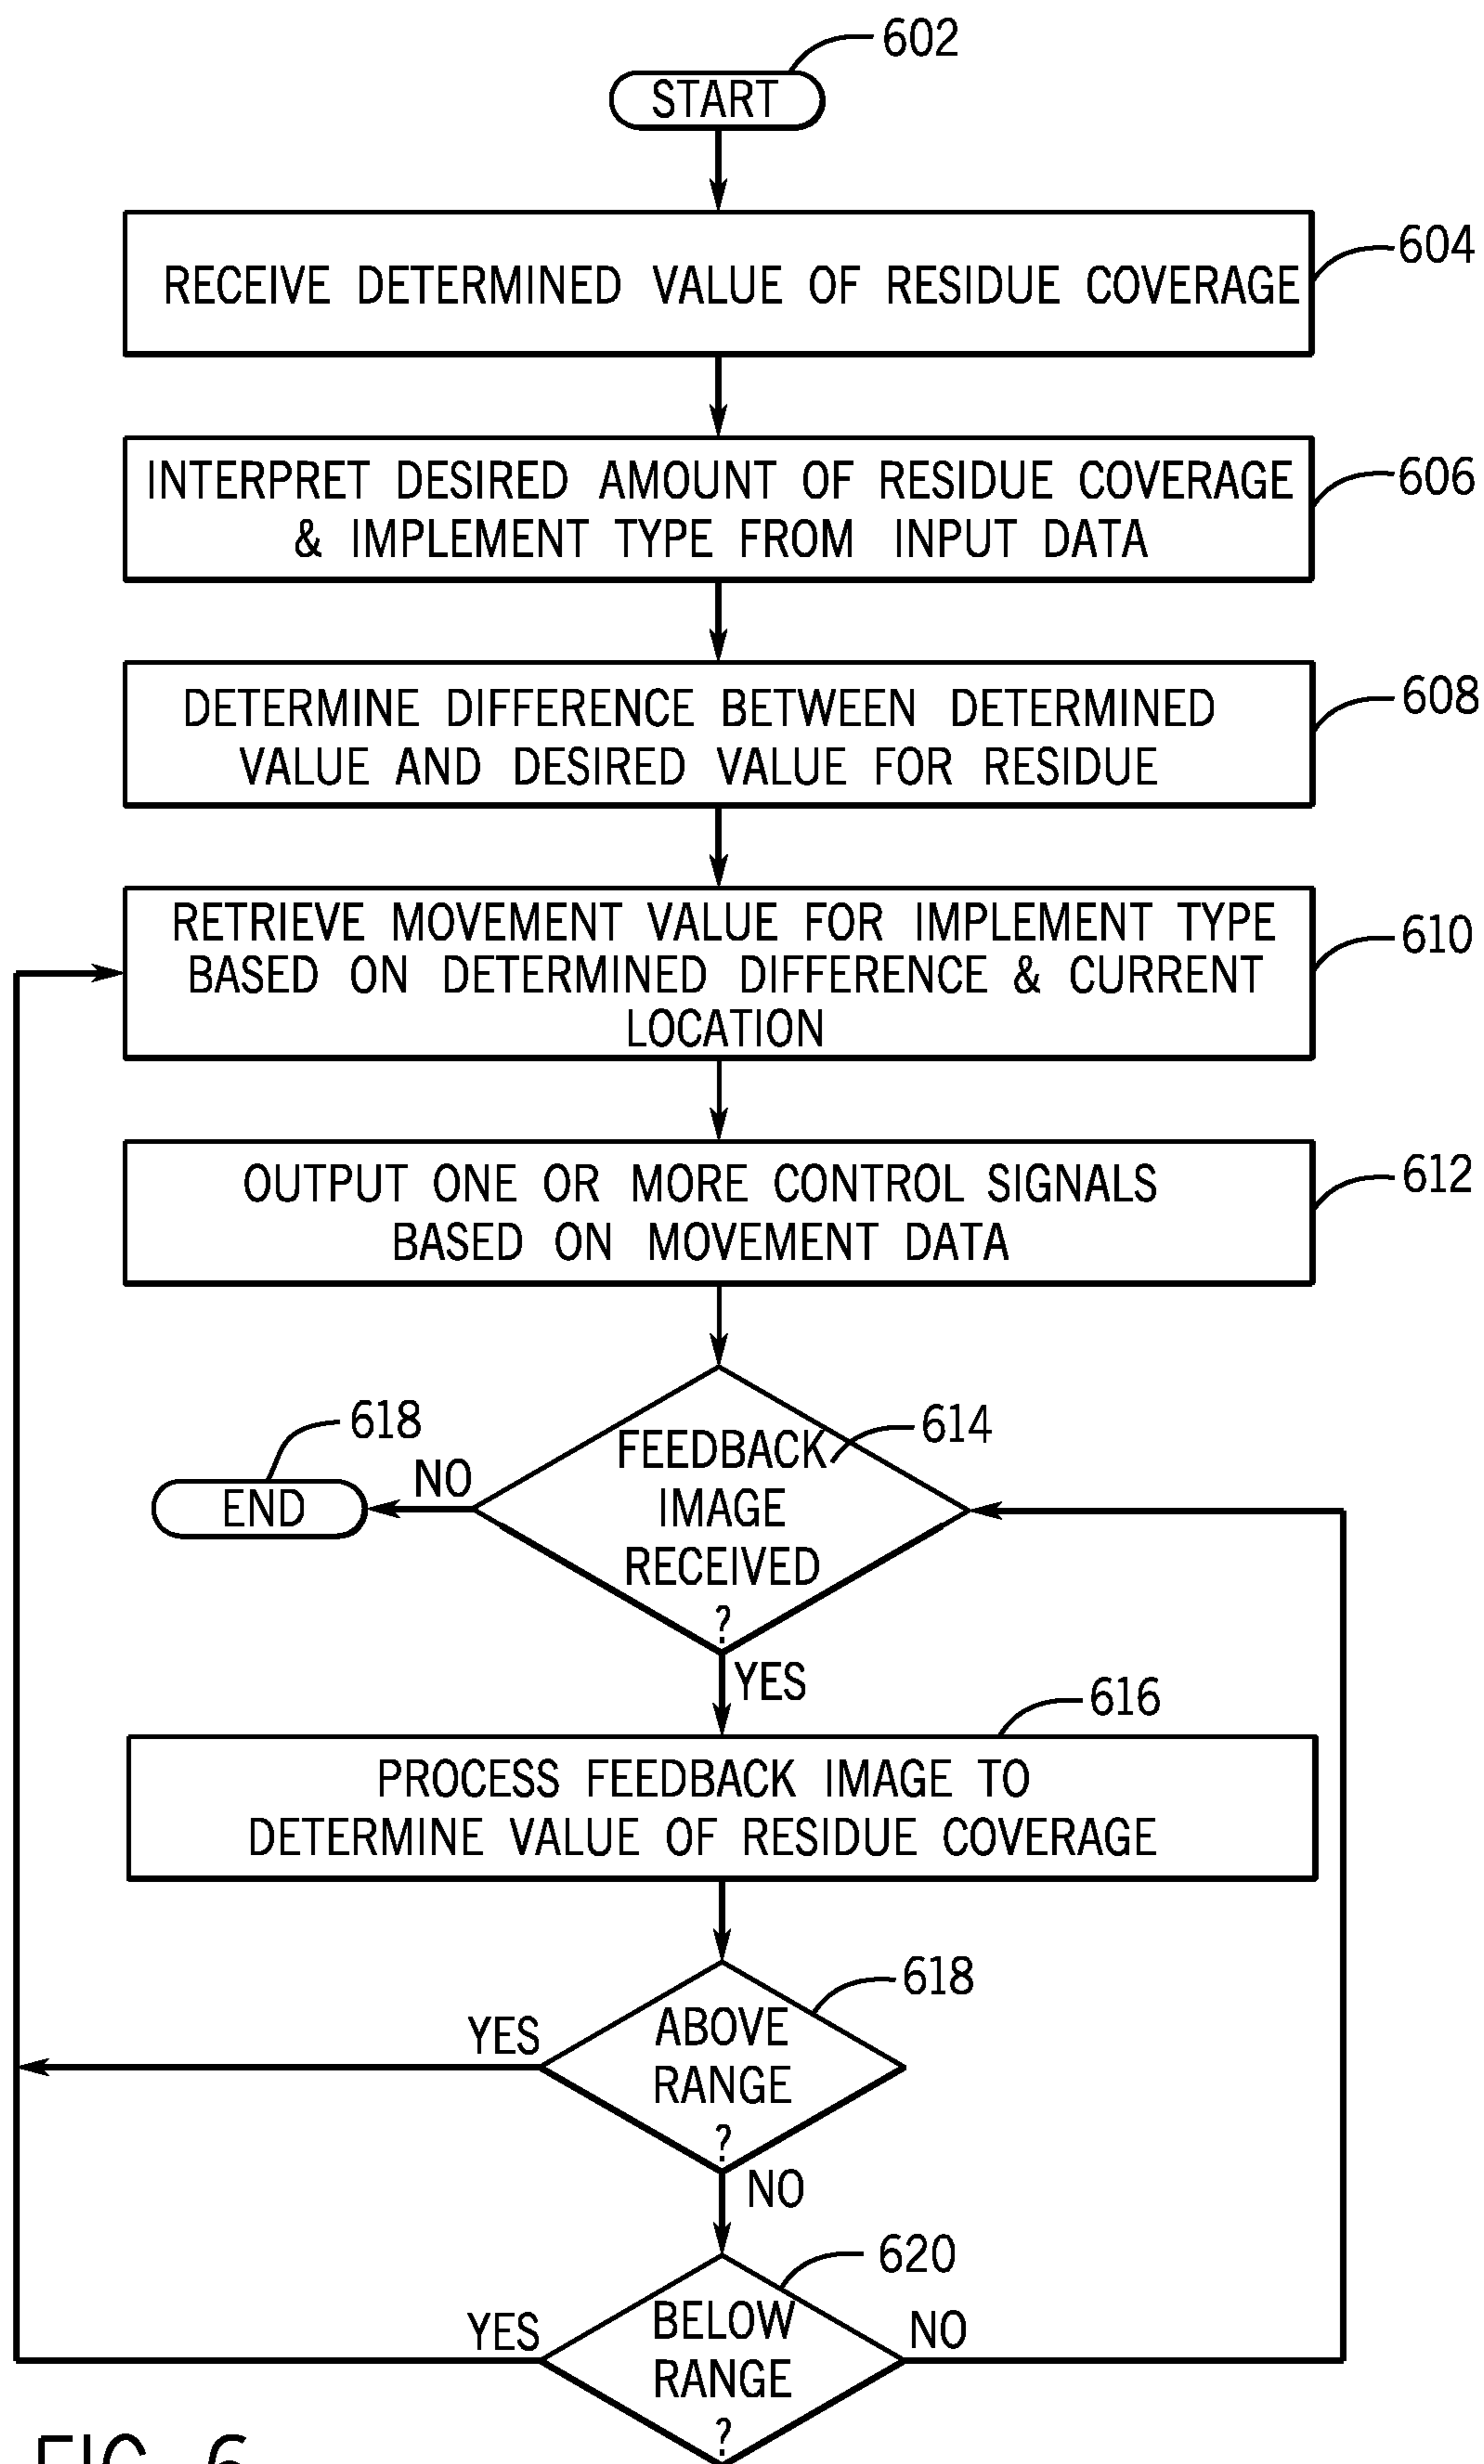 602
START
604
RECEIVE DETERMINED VALUE OF RESIDUE COVERAGE
606
INTERPRET DESIRED AMOUNT OF RESIDUE COVERAGE
& IMPLEMENT TYPE FROM INPUT DATA
608
DETERMINE DIFFERENCE BETWEEN DETERMINED
VALUE AND DESIRED VALUE FOR RESIDUE
610
RETRIEVE MOVEMENT VALUE FOR IMPLEMENT TYPE
BASED ON DETERMINED DIFFERENCE & CURRENT
LOCATION
612
OUTPUT ONE OR MORE CONTROL SIGNALS
BASED ON MOVEMENT DATA
618
END
NO
614
FEEDBACK
IMAGE
RECEIVED
?
YES
616
PROCESS FEEDBACK IMAGE TO
DETERMINE VALUE OF RESIDUE COVERAGE
618
YES
ABOVE
RANGE
?
NO
620
YES
BELOW
RANGE
?
NO
FIG. 6